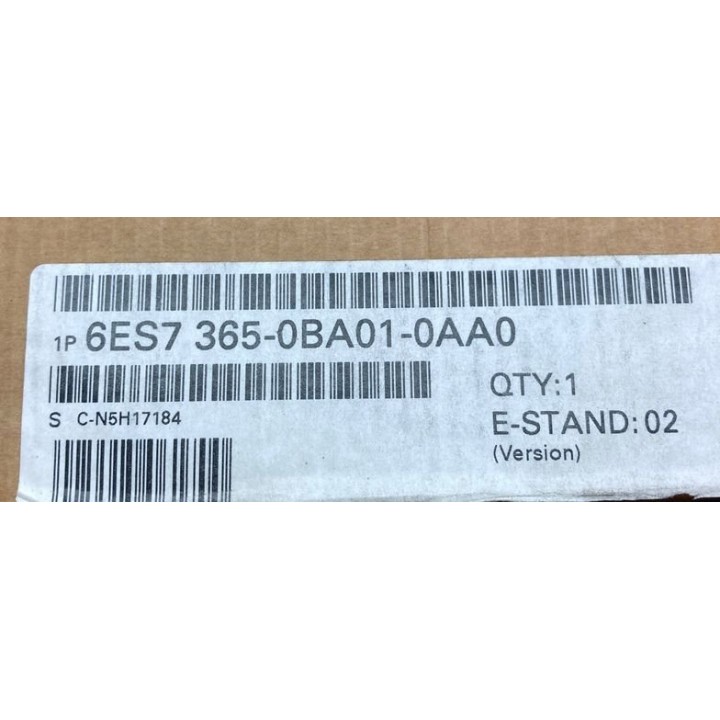 1P 6ES7 365-0BA01-0AA0
S C-N5H17184
QTY:1
E-STAND:02
(Version)